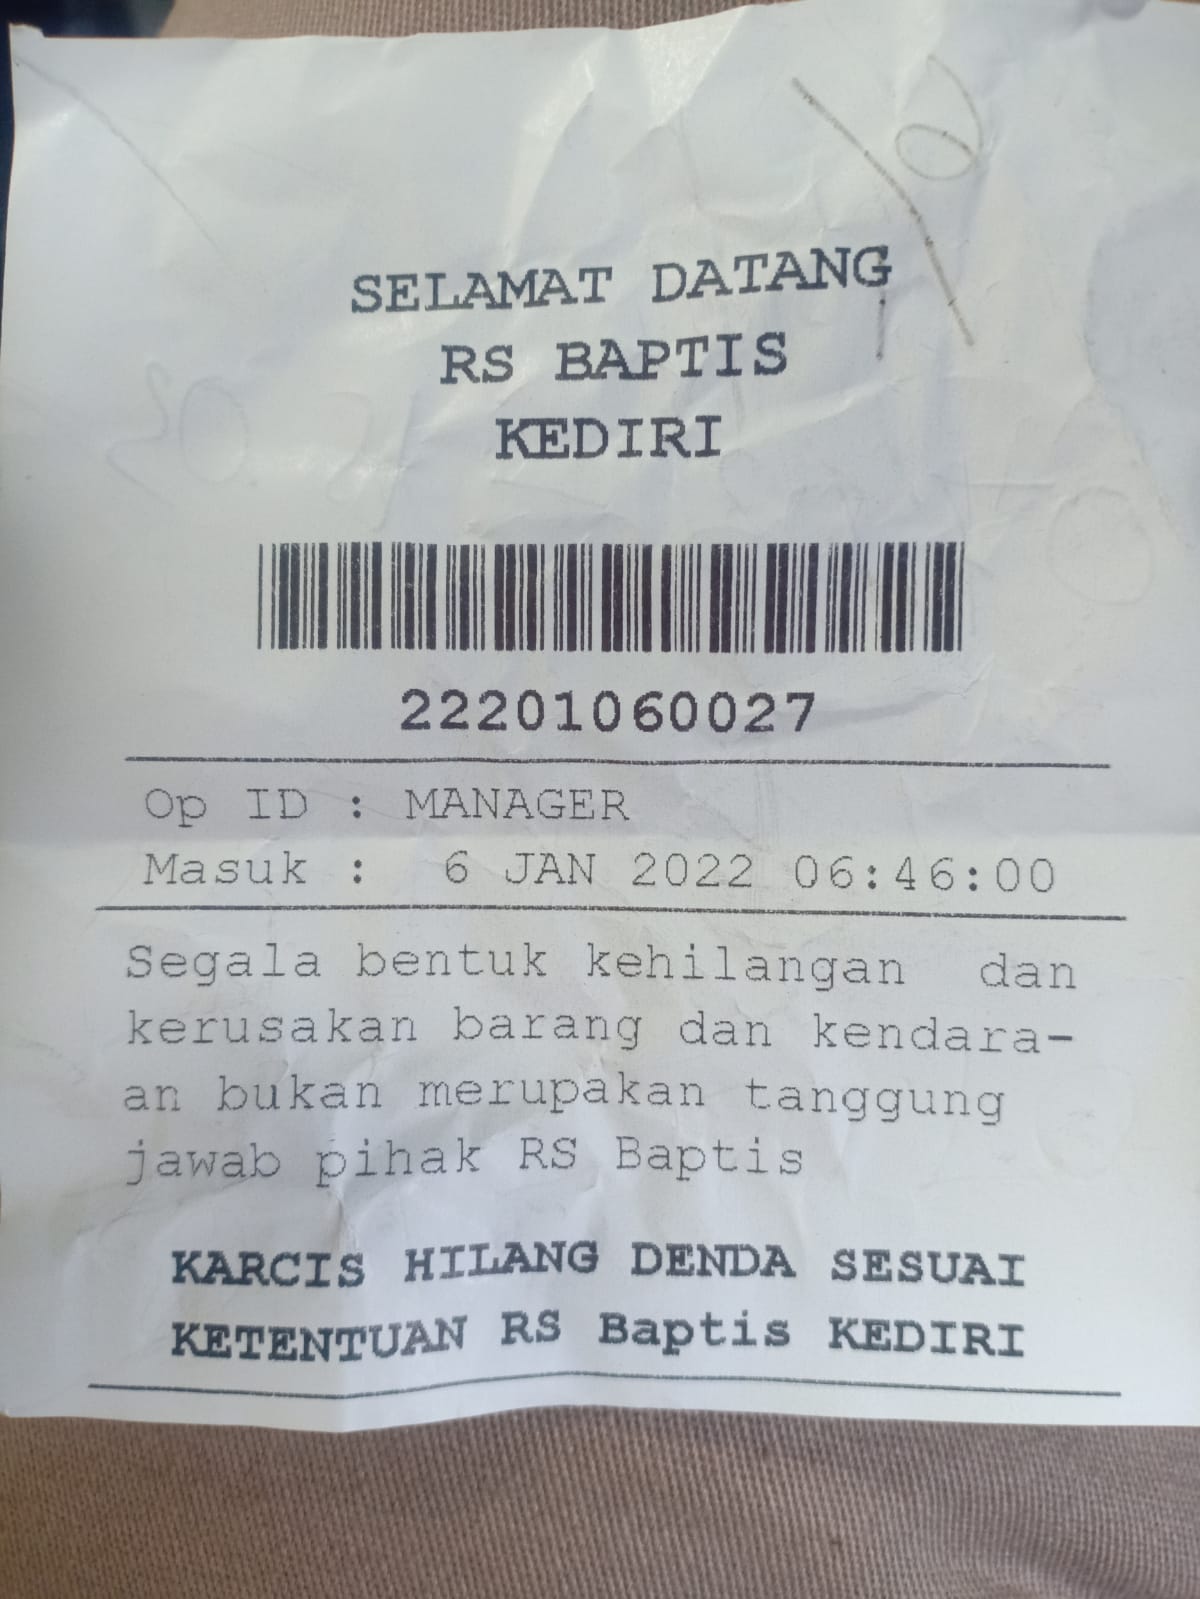 SELAMAT DATANG
RS BAPTIS
KEDIRI
22201060027
Op ID : MANAGER
Masuk : 6 JAN 2022 06:46:00
Segala bentuk kehilangan dan
kerusakan barang dan kendara-
an bukan merupakan tanggung
jawab pihak RS Baptis
KARCIS HILANG DENDA SESUAI
KETENTUAN RS Baptis KEDIRI